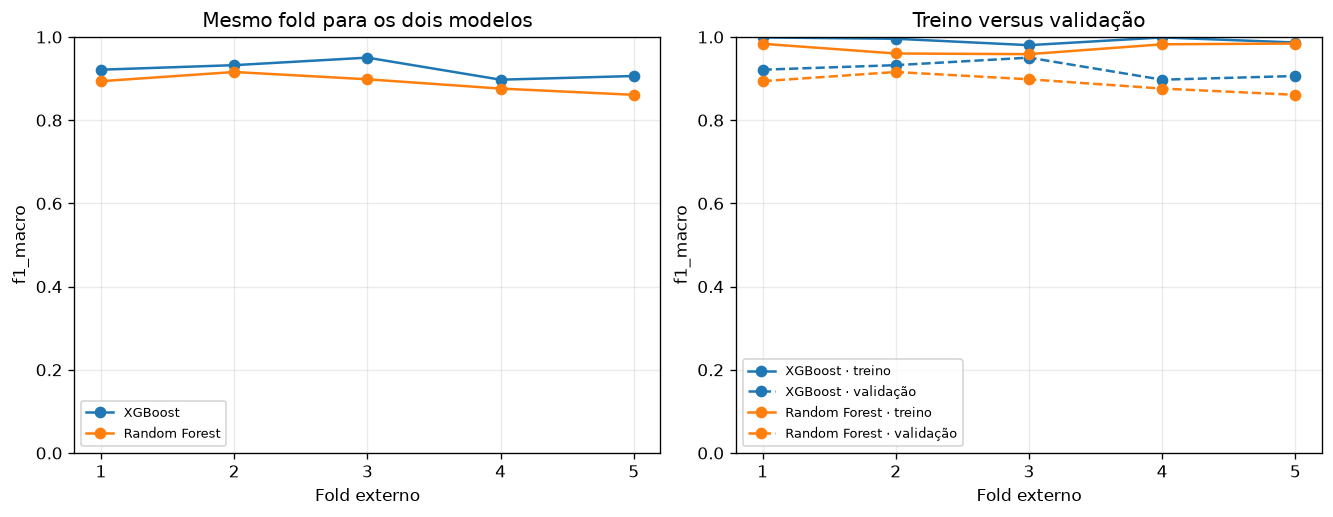 Mesmo fold para os dois modelos
f1_macro
1.0
0.8
0.6
0.4
0.2
0.0
XGBoost
Random Forest
1 2 3 4 5
Fold externo
Treino versus validação
f1_macro
1.0
0.8
0.6
0.4
0.2
0.0
XGBoost · treino
XGBoost · validação
Random Forest · treino
Random Forest · validação
1 2 3 4 5
Fold externo